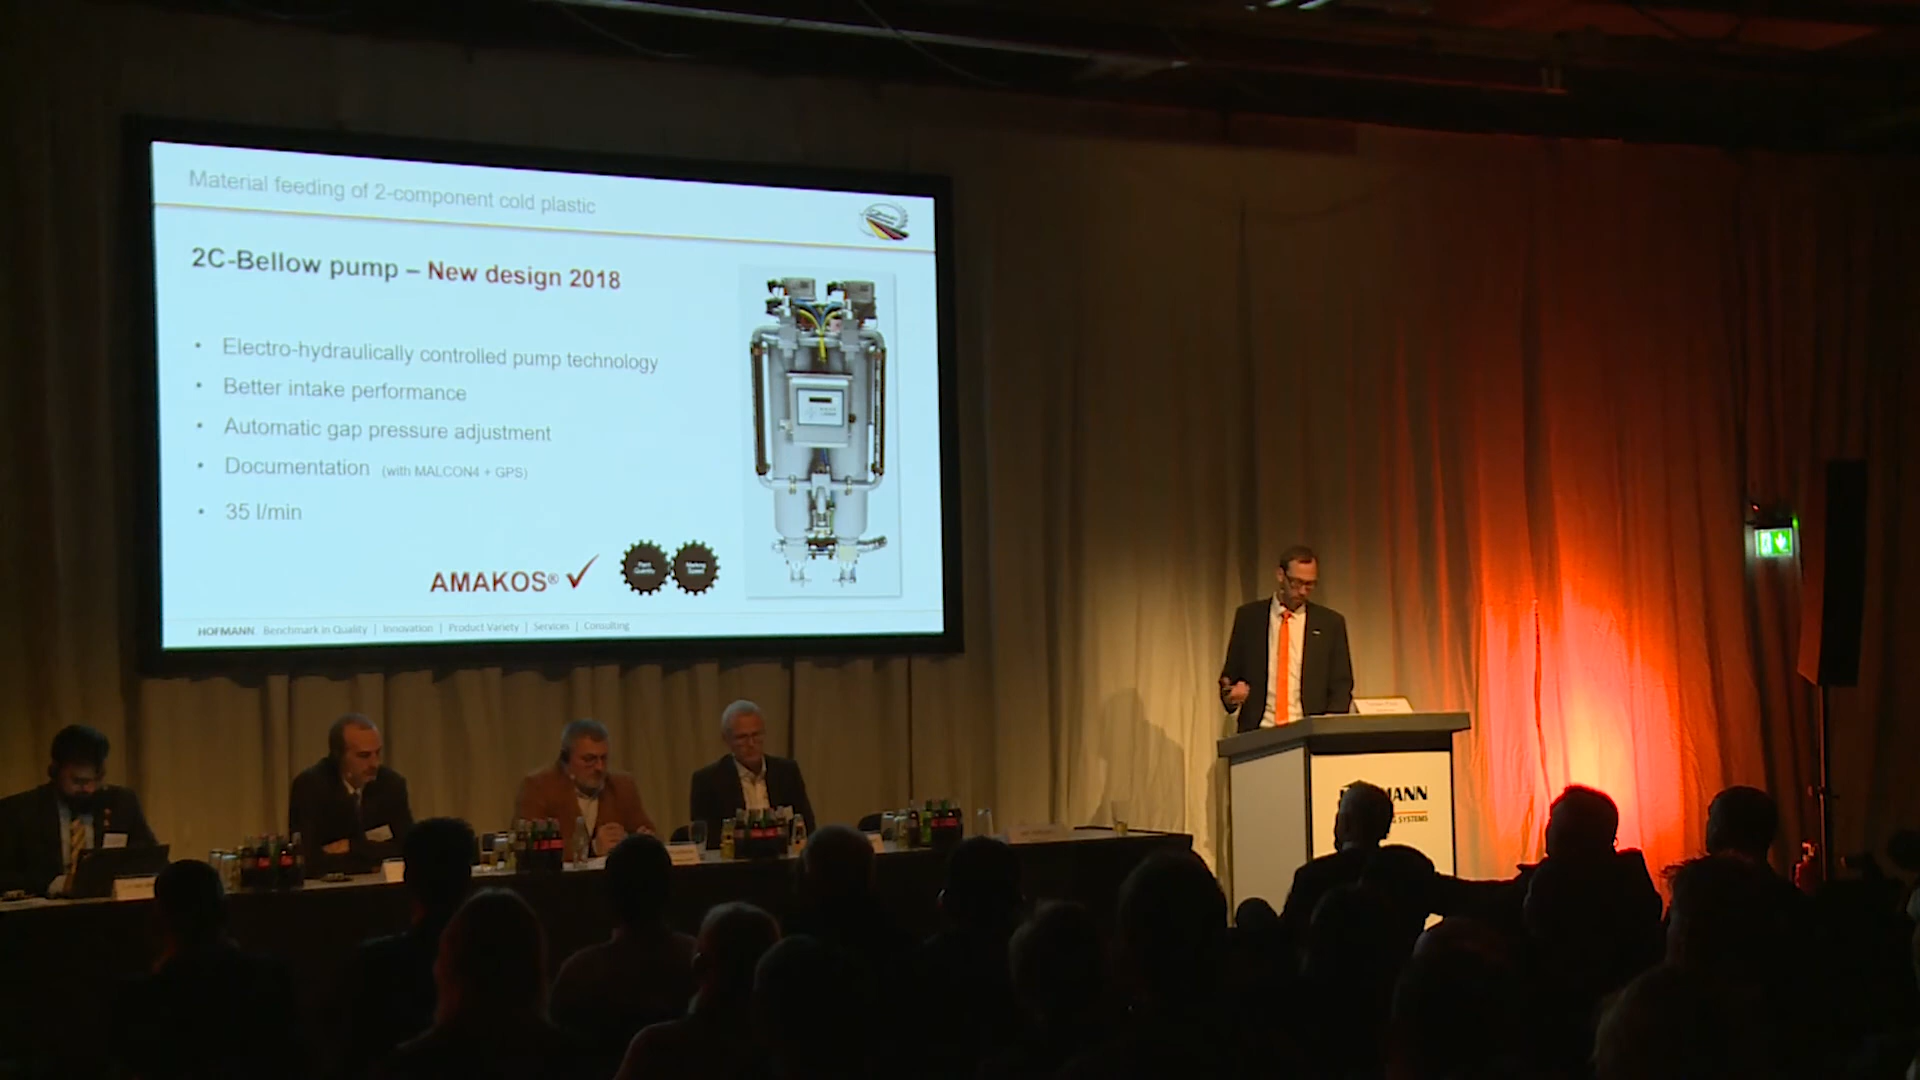 Material feeding of 2-component cold plastic
2C-Bellow pump – New design 2018
• Electro-hydraulically controlled pump technology
• Better intake performance
• Automatic gap pressure adjustment
• Documentation (with MALCON4 + GPS)
• 35 l/min
AMAKOS®
HOFMANN Benchmark in Quality | Innovation | Product Variety | Services | Consulting
MANN
SYSTEMS